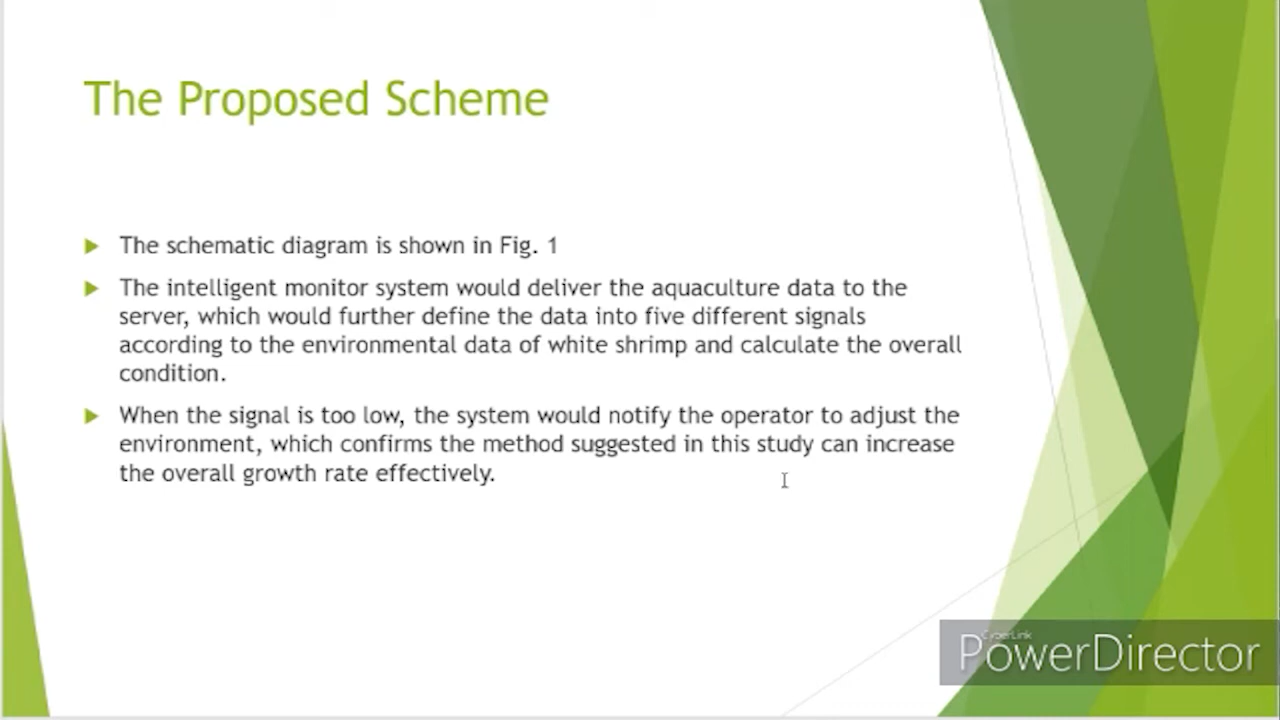 The Proposed Scheme
The schematic diagram is shown in Fig. 1
The intelligent monitor system would deliver the aquaculture data to the
server, which would further define the data into five different signals
according to the environmental data of white shrimp and calculate the overall
condition.
When the signal is too low, the system would notify the operator to adjust the
environment, which confirms the method suggested in this study can increase
the overall growth rate effectively.
CyberLink
PowerDirector